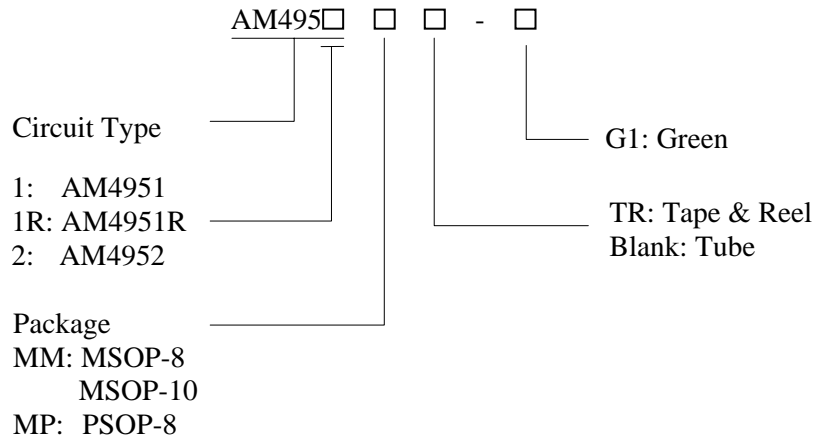 AM495□ □ □ - □
Circuit Type
1: AM4951
1R: AM4951R
2: AM4952
Package
MM: MSOP-8
MSOP-10
MP: PSOP-8
G1: Green
TR: Tape & Reel
Blank: Tube